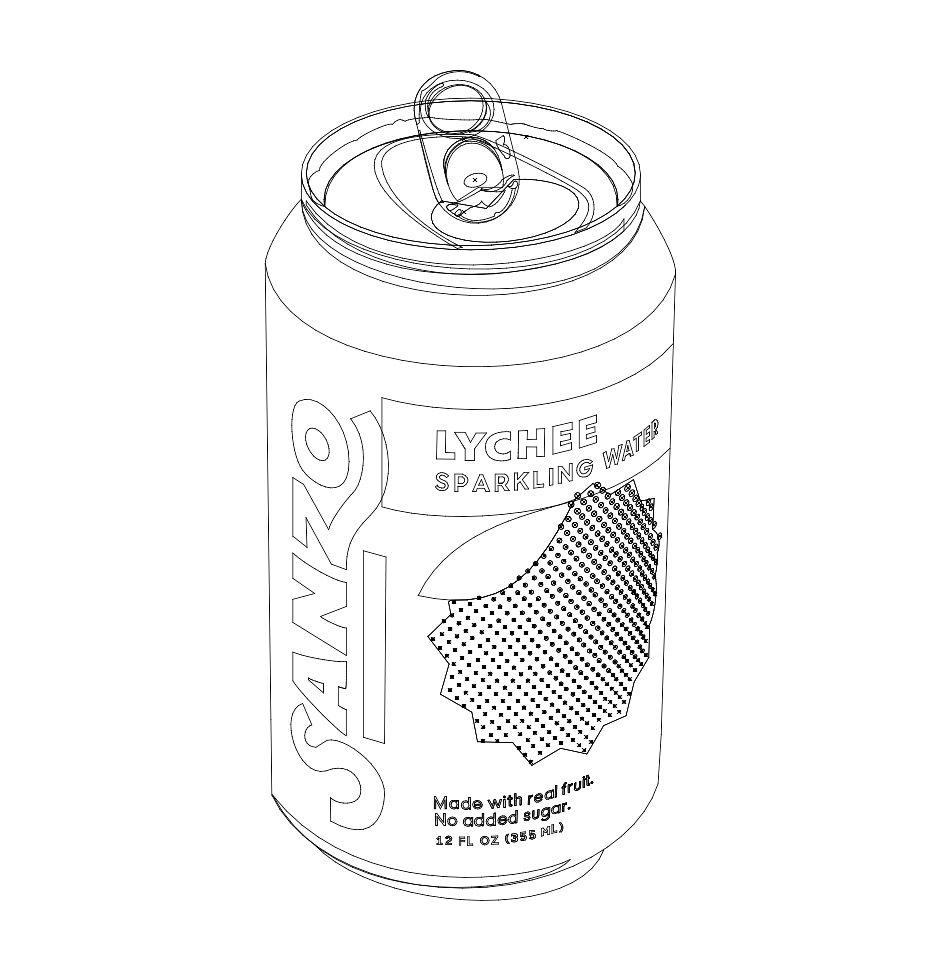 SANZO
LYCHEE
SPARKLING WATER
Made with real fruit.
No added sugar.
12 FL OZ (355 ML)